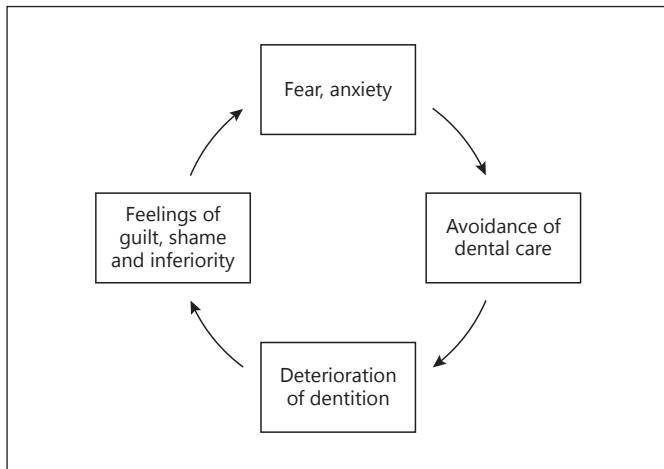 Fear, anxiety
Avoidance of
dental care
Deterioration
of dentition
Feelings of
guilt, shame
and inferiority